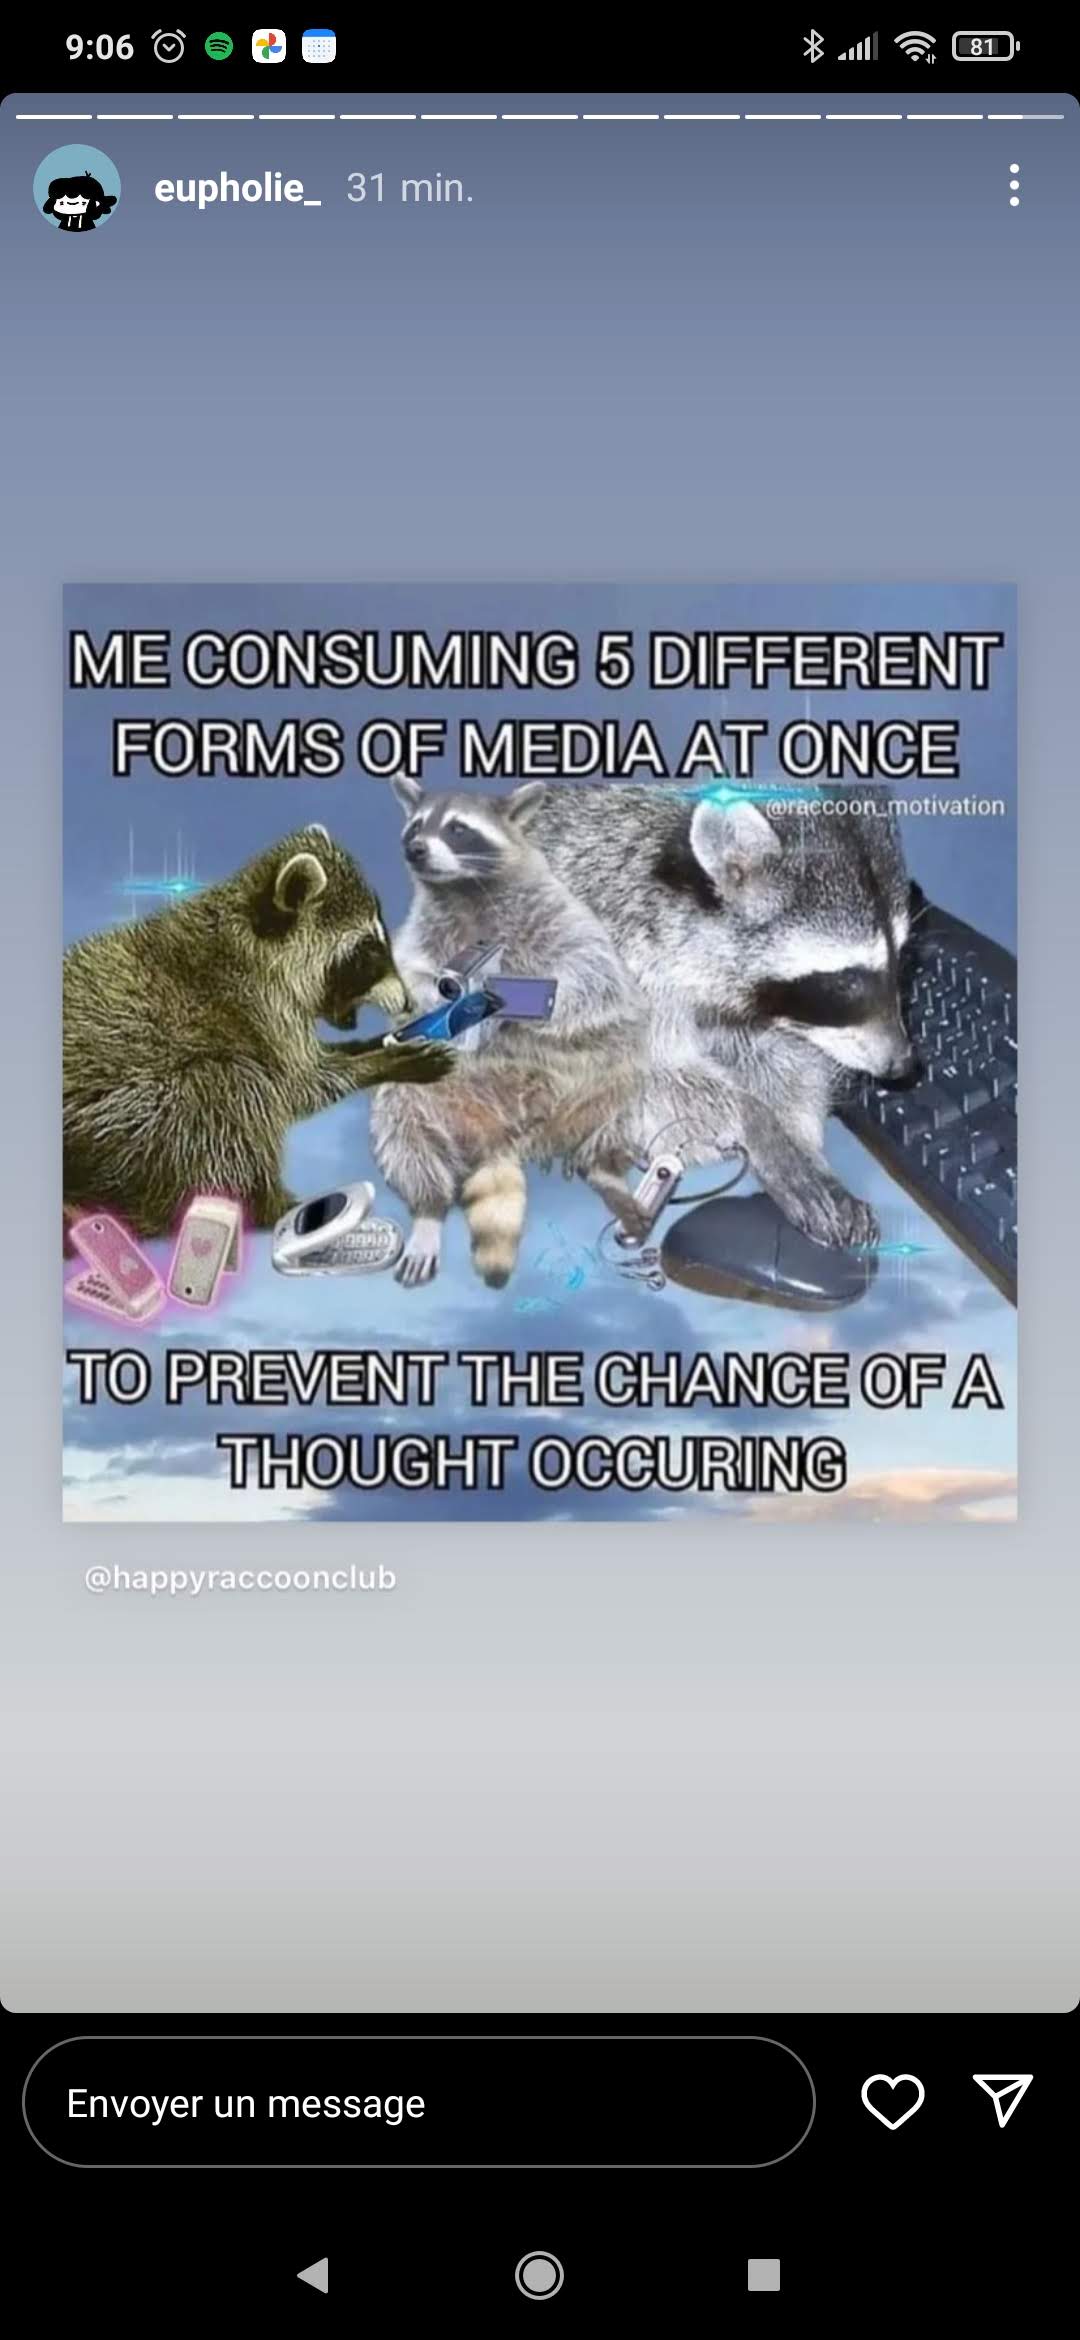 9:06
81
eupholie_ 31 min.
ME CONSUMING 5 DIFFERENT
FORMS OF MEDIA AT ONCE
@raccoon_motivation
TO PREVENT THE CHANCE OF A
THOUGHT OCCURING
@happyraccoonclub
Envoyer un message